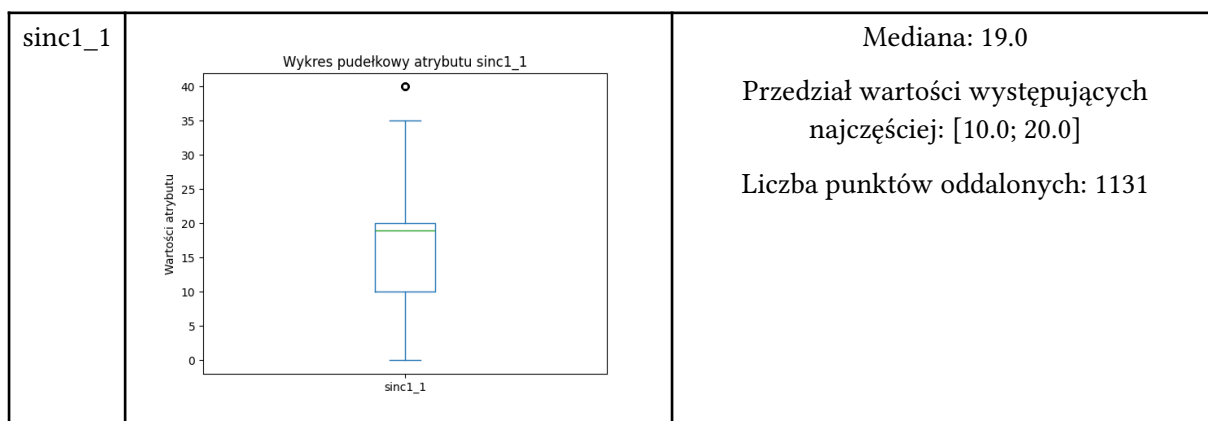 sinc1_1
Wykres pudełkowy atrybutu sinc1_1
40
35
30
25
20
15
10
5
0
Wartości atrybutu
sinc1_1
Mediana: 19.0
Przedział wartości występujących
najczęściej: [10.0; 20.0]
Liczba punktów oddalonych: 1131